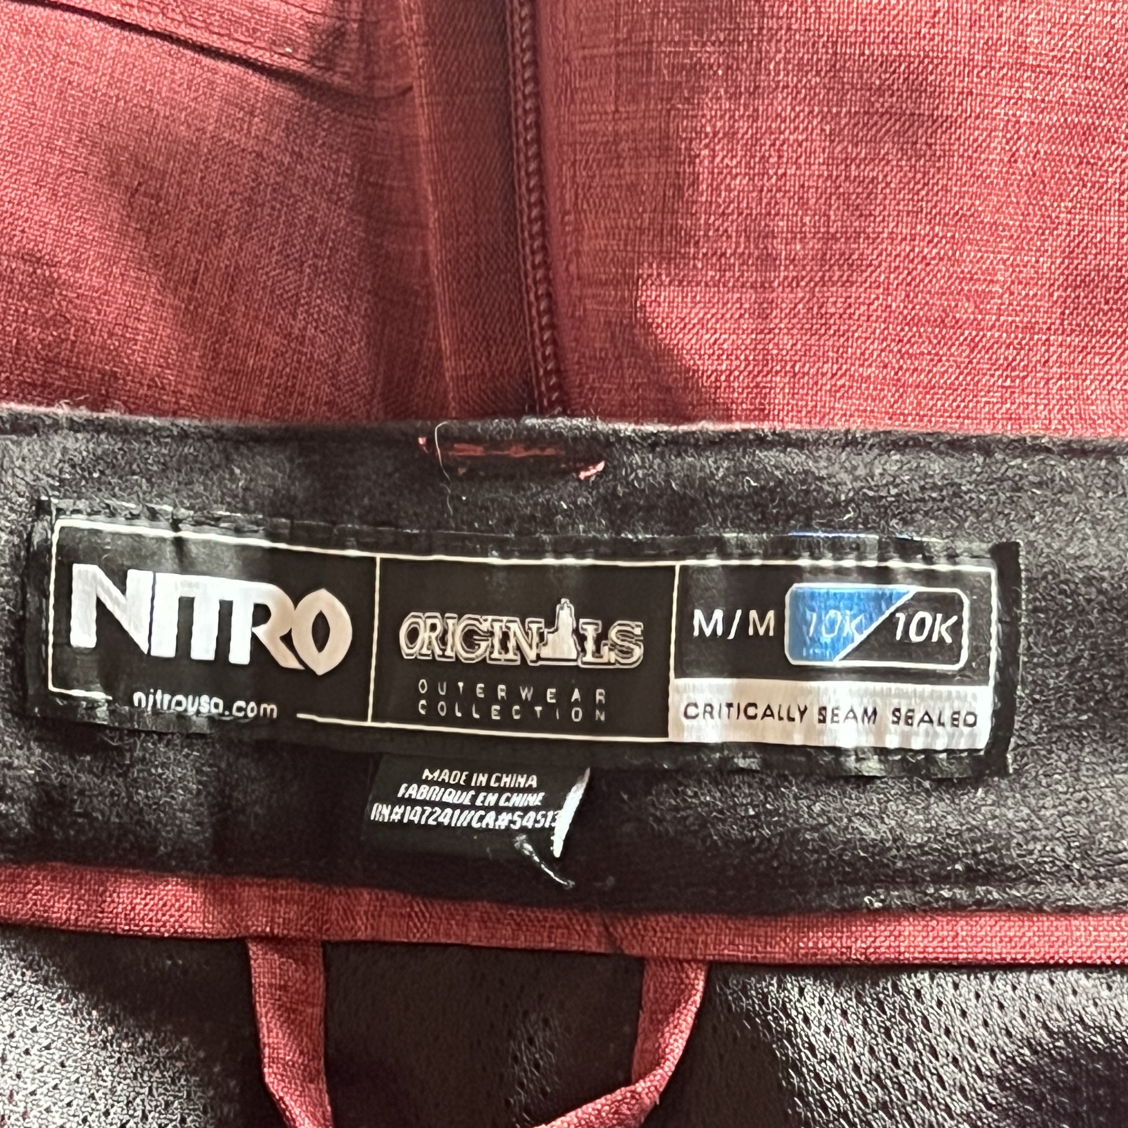 NITRO
nitrousa.com
ORIGINALS
OUTERWEAR
COLLECTION
M/M 10K/10K
CRITICALLY SEAM SEALED
MADE IN CHINA
FABRIQUÉ EN CHINE
RN#147241//CA#54513